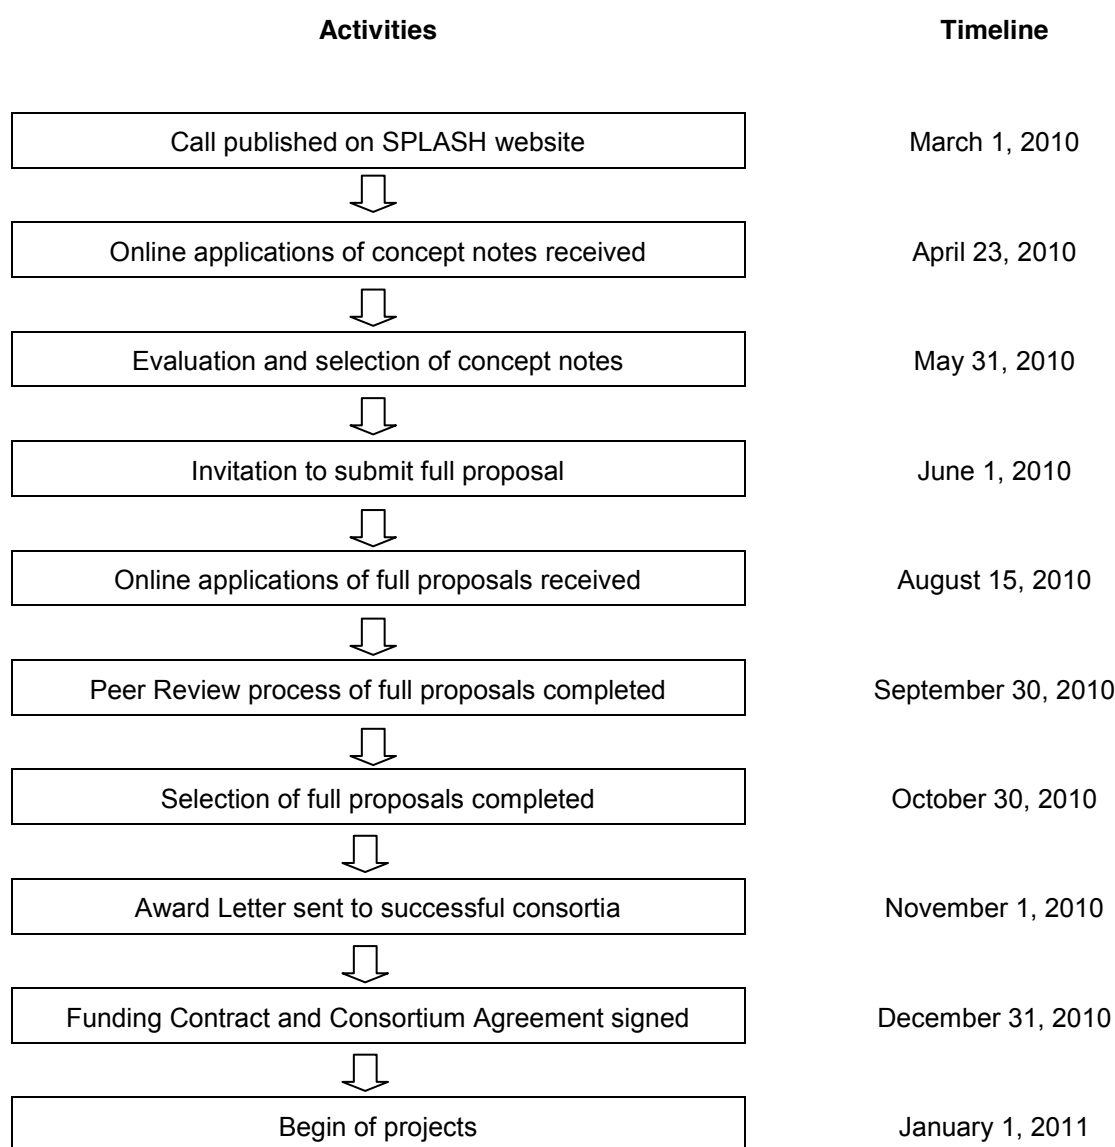 Activities Timeline
Call published on SPLASH website March 1, 2010
Online applications of concept notes received April 23, 2010
Evaluation and selection of concept notes May 31, 2010
Invitation to submit full proposal June 1, 2010
Online applications of full proposals received August 15, 2010
Peer Review process of full proposals completed September 30, 2010
Selection of full proposals completed October 30, 2010
Award Letter sent to successful consortia November 1, 2010
Funding Contract and Consortium Agreement signed December 31, 2010
Begin of projects January 1, 2011